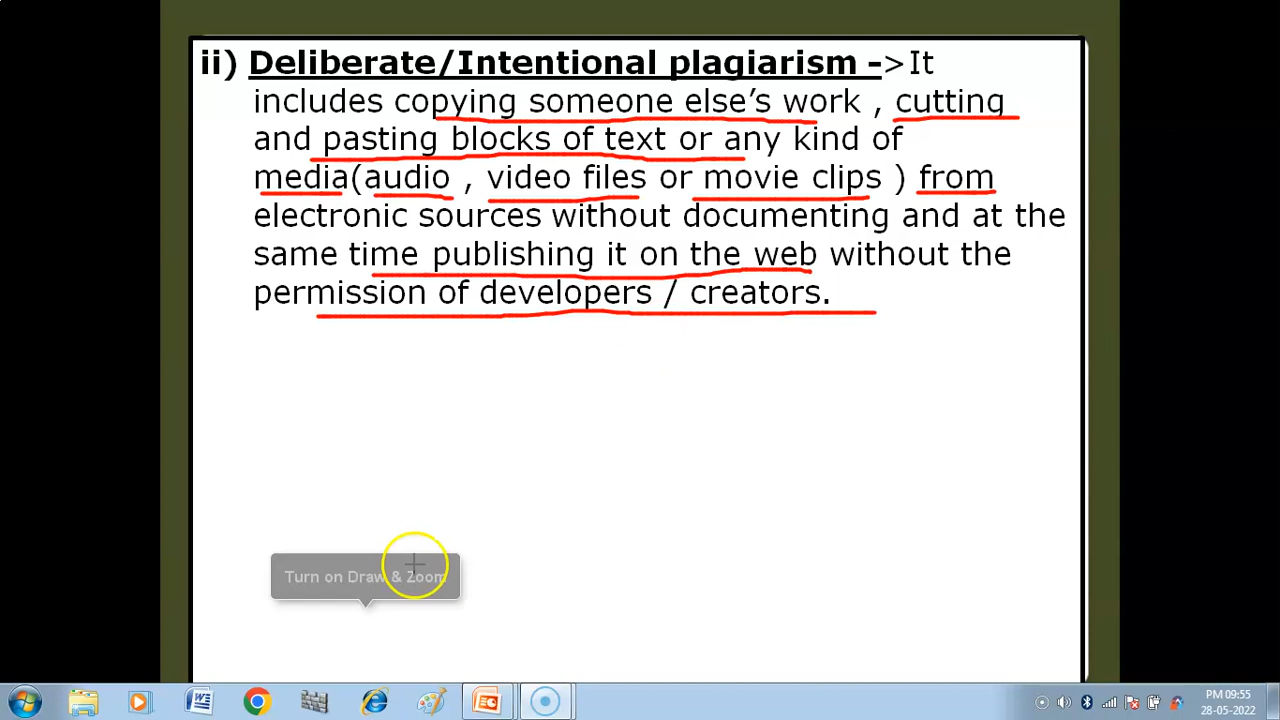 ii) Deliberate/Intentional plagiarism ->It
includes copying someone else’s work , cutting
and pasting blocks of text or any kind of
media(audio , video files or movie clips ) from
electronic sources without documenting and at the
same time publishing it on the web without the
permission of developers / creators.
Turn on Draw & Zoom
PM 09:55
28-05-2022